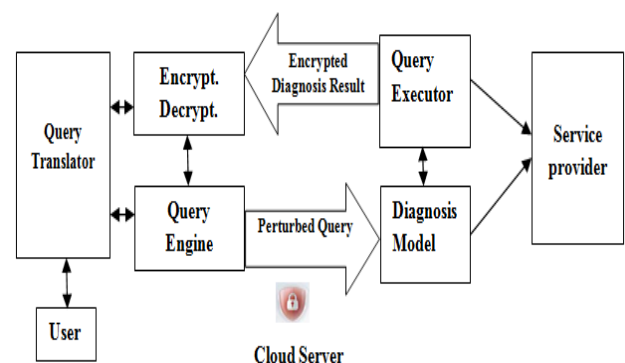 Encrypt.
Decrypt.
Encrypted
Diagnosis Result
Query
Executor
Query
Translator
Service
provider
Query
Engine
Perturbed Query
Diagnosis
Model
User
Cloud Server